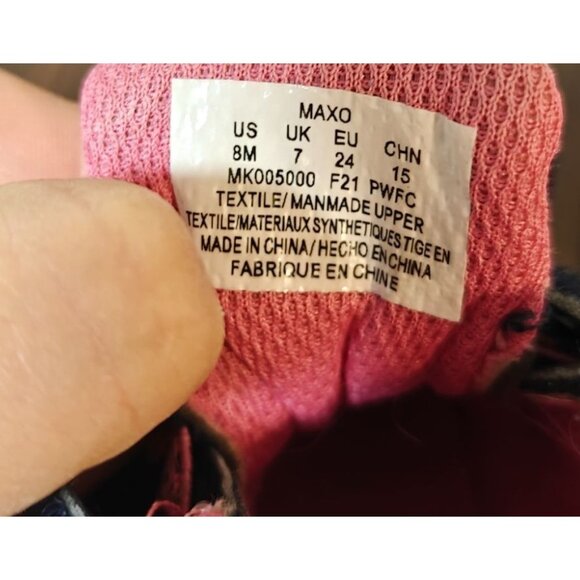 MAXO
US UK EU CHN
8M 7 24 15
MK005000 F21 PWFC
TEXTILE/ MANMADE UPPER
TEXTILE/MATERIAUX SYNTHETIQUES TIGE EN
MADE IN CHINA/ HECHO EN CHINA
FABRIQUE EN CHINE